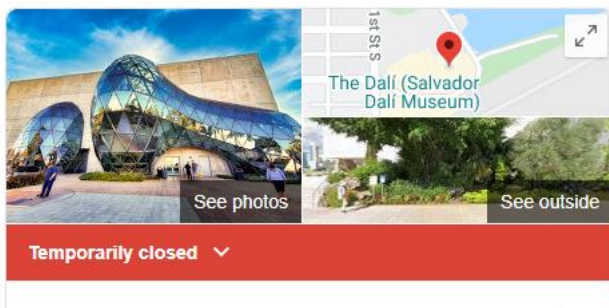 1st St S
The Dalí (Salvador
Dalí Museum)
See photos
See outside
Temporarily closed